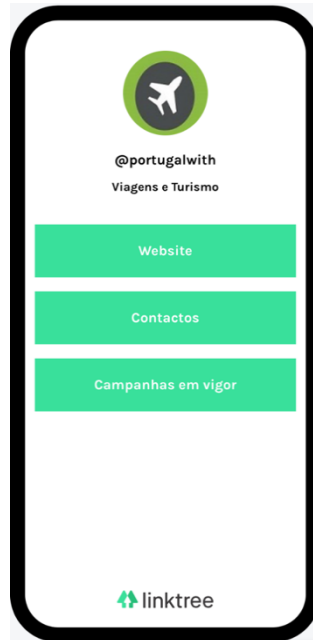 @portugalwith
Viagens e Turismo
Website
Contactos
Campanhas em vigor
linktree